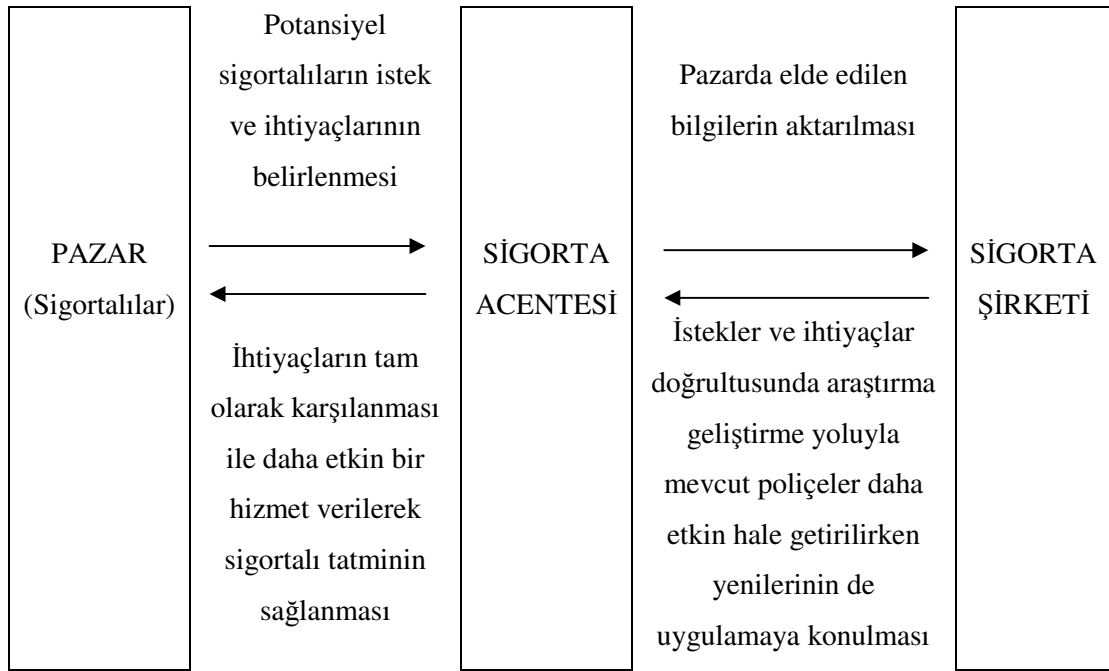 PAZAR
(Sigortalılar)
Potansiyel
sigortalıların istek
ve ihtiyaçlarının
belirlenmesi
İhtiyaçların tam
olarak karşılanması
ile daha etkin bir
hizmet verilerek
sigortalı tatminin
sağlanması
SİGORTA
ACENTESİ
Pazarda elde edilen
bilgilerin aktarılması
İstekler ve ihtiyaçlar
doğrultusunda araştırma
geliştirme yoluyla
mevcut poliçeler daha
etkin hale getirilirken
yenilerinin de
uygulamaya konulması
SİGORTA
ŞİRKETİ